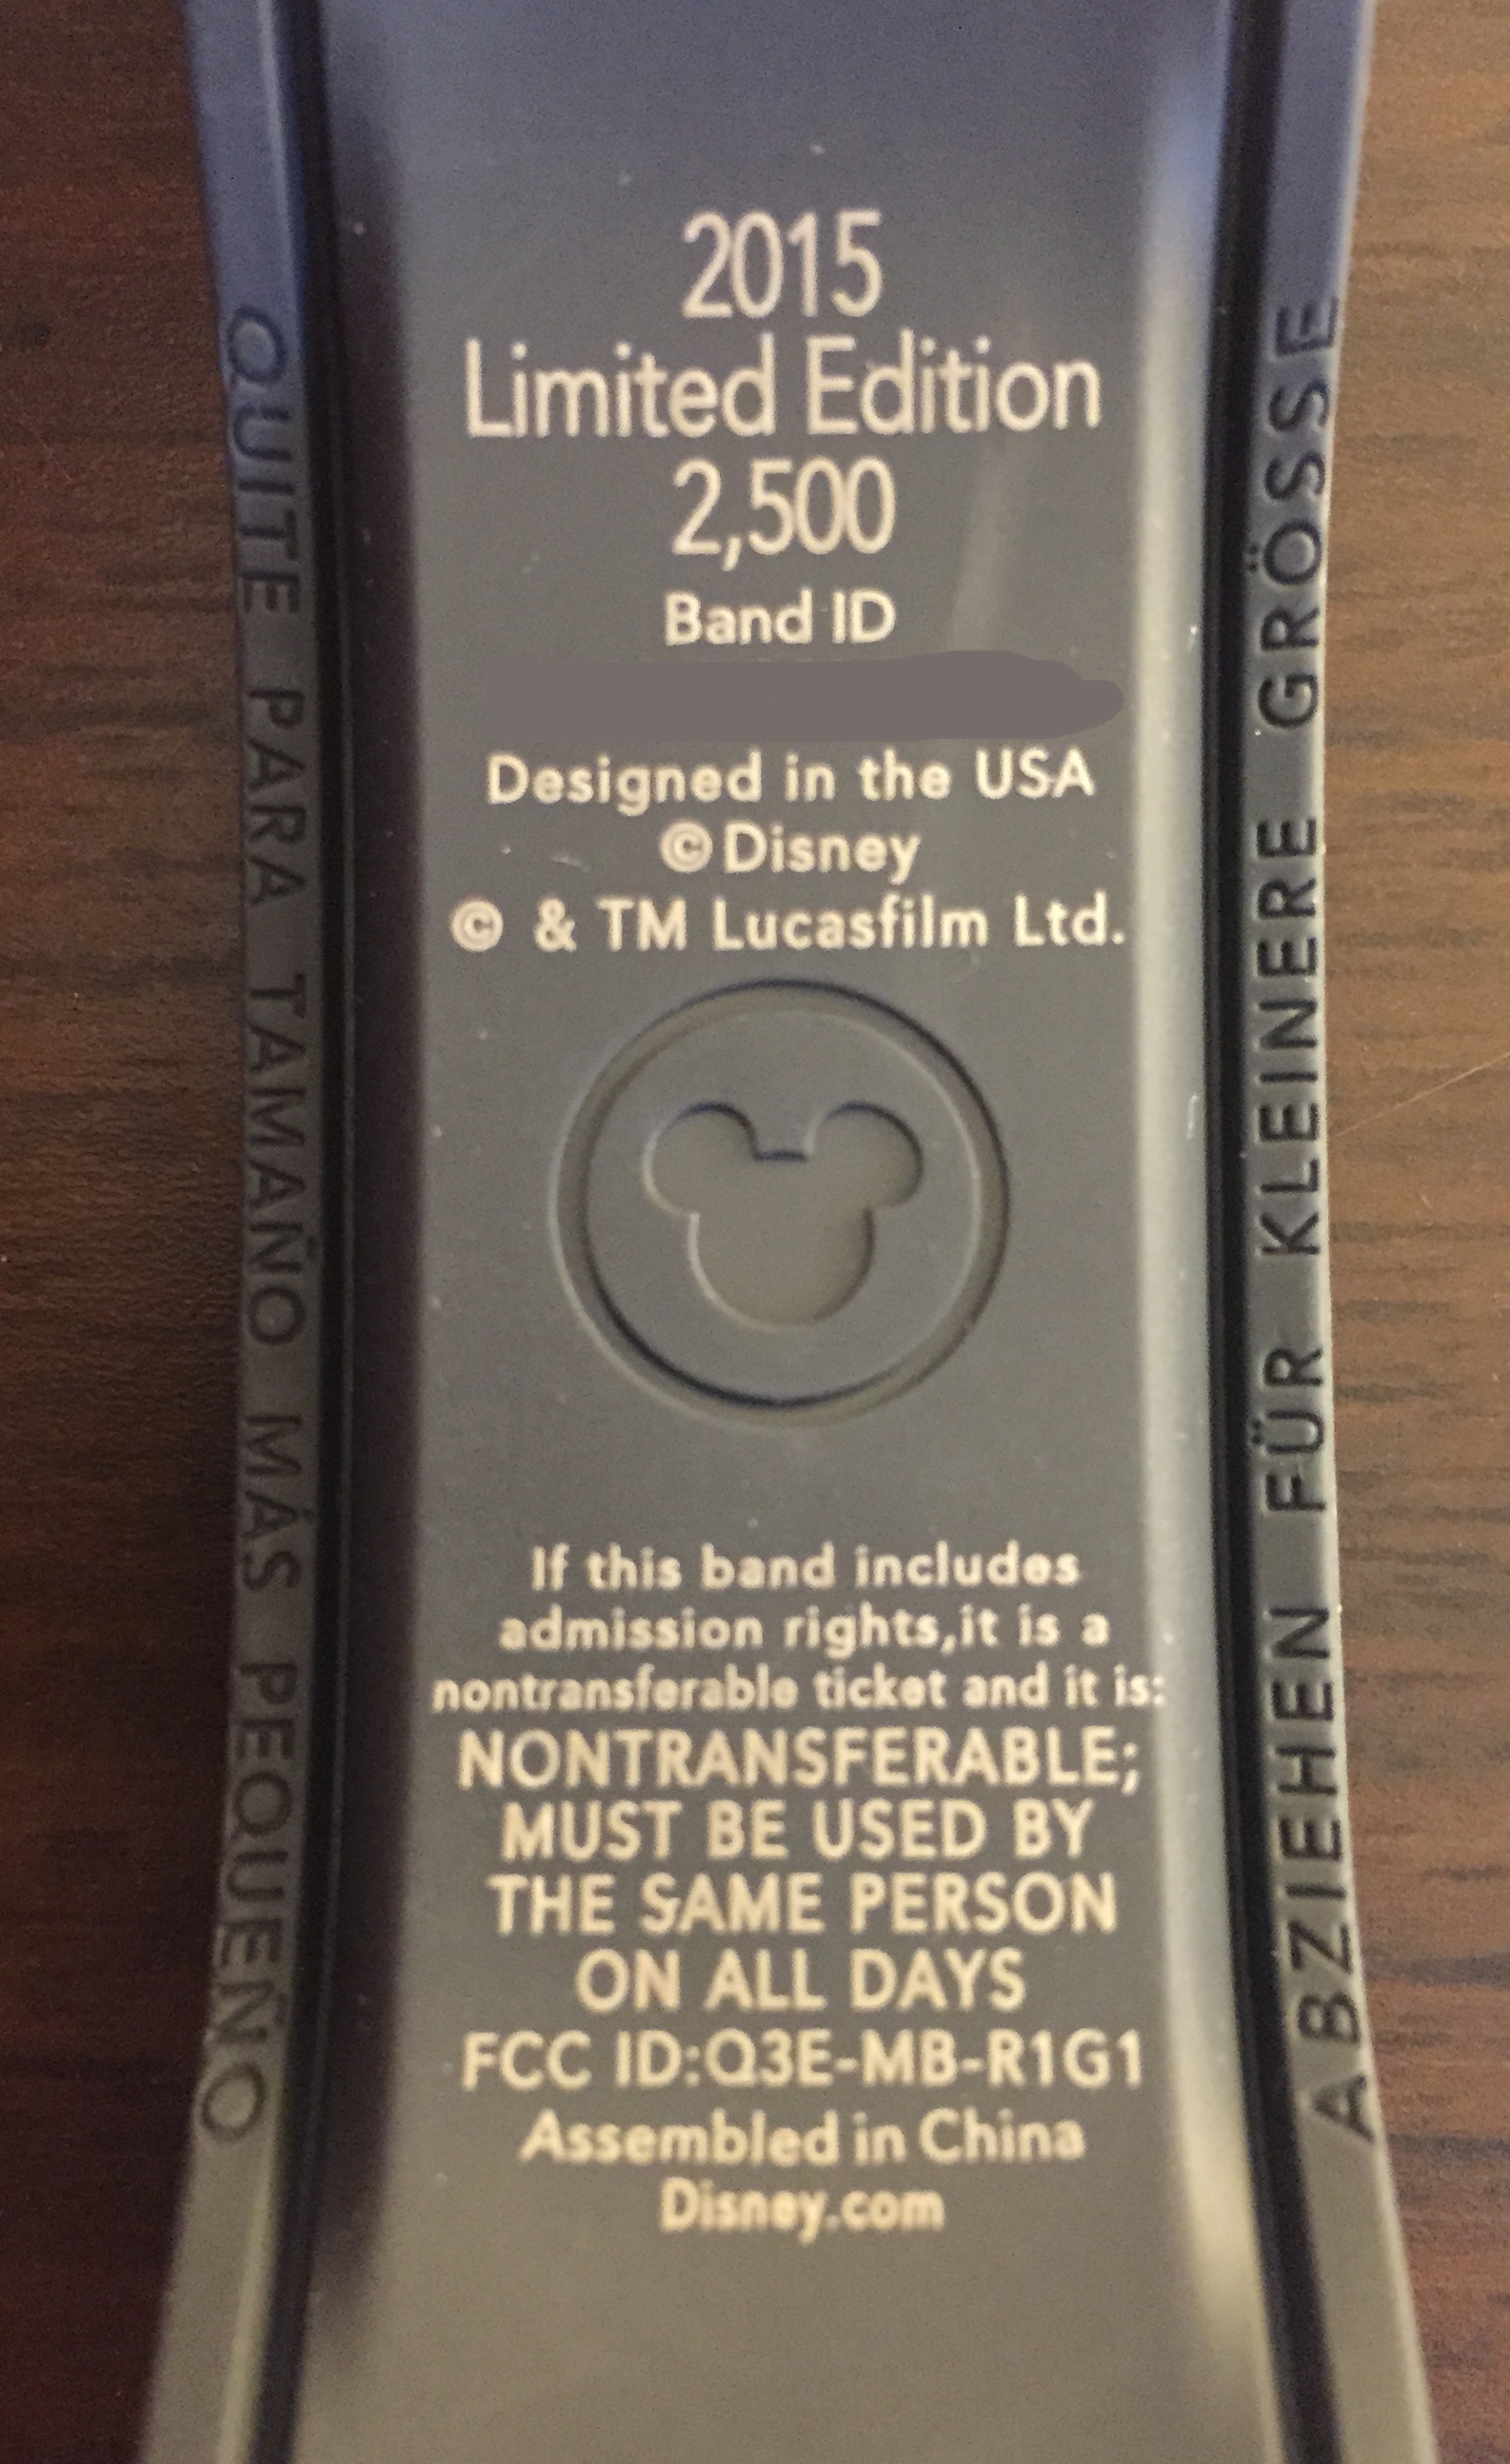 2015
Limited Edition
2,500
Band ID
Designed in the USA
© Disney
© & TM Lucasfilm Ltd.
If this band includes
admission rights,it is a
nontransferable ticket and it is:
NONTRANSFERABLE;
MUST BE USED BY
THE SAME PERSON
ON ALL DAYS
FCC ID:Q3E-MB-R1G1
Assembled in China
Disney.com
QUITE PARA TAMAÑO MÁS PEQUEÑO
ABZIEHEN FÜR KLEINERE GRÖSSE